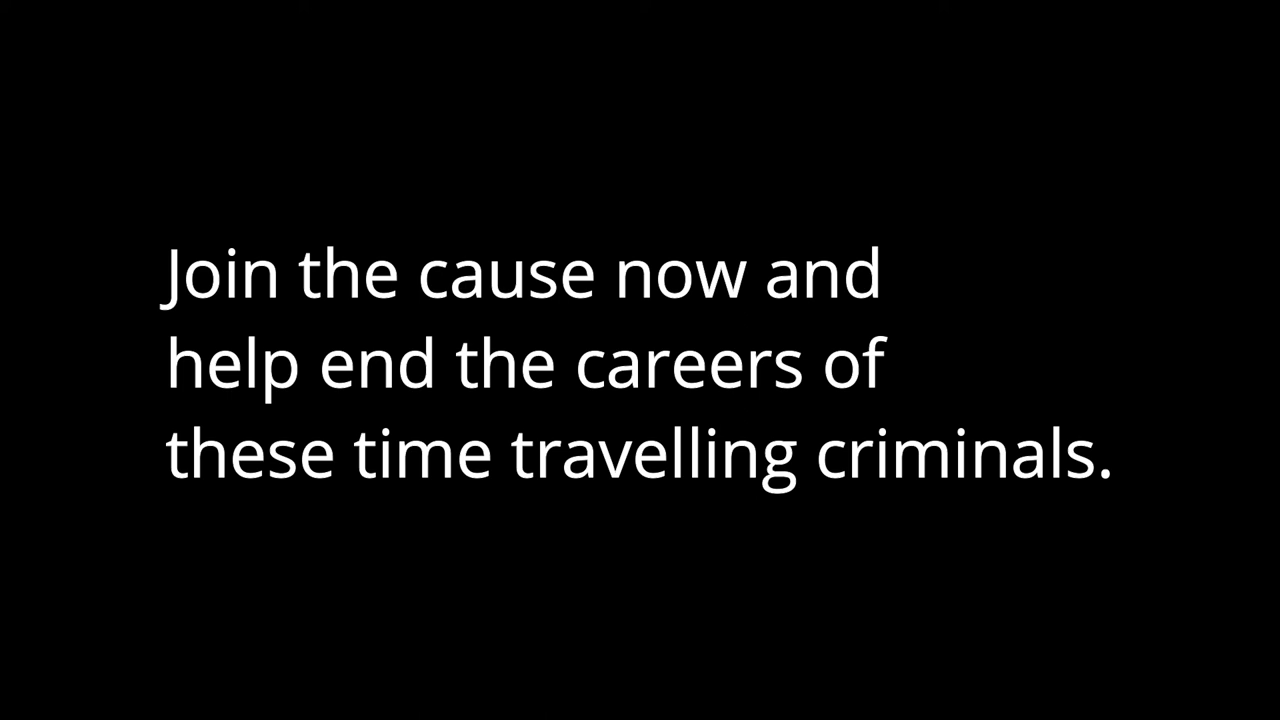 Join the cause now and
help end the careers of
these time travelling criminals.